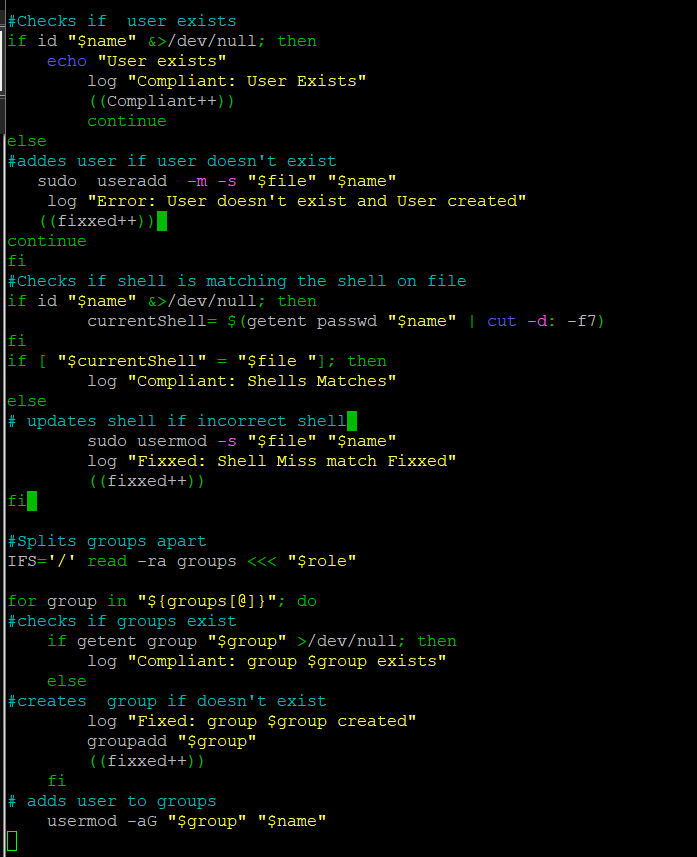 #Checks if  user exists
if id "$name" &>/dev/null; then
    echo "User exists"
        log "Compliant: User Exists"
        ((Compliant++))
        continue
else
#addes user if user doesn't exist
   sudo  useradd  -m -s "$file" "$name"
    log "Error: User doesn't exist and User created"
   ((fixxed++))
continue
fi
#Checks if shell is matching the shell on file
if id "$name" &>/dev/null; then
        currentShell= $(getent passwd "$name" | cut -d: -f7)
fi
if [ "$currentShell" = "$file "]; then
        log "Compliant: Shells Matches"
else
# updates shell if incorrect shell
        sudo usermod -s "$file" "$name"
        log "Fixxed: Shell Miss match Fixxed"
        ((fixxed++))
fi
#Splits groups apart
IFS='/' read -ra groups <<< "$role"
for group in "${groups[@]}"; do
#checks if groups exist
    if getent group "$group" >/dev/null; then
        log "Compliant: group $group exists"
    else
#creates  group if doesn't exist
        log "Fixed: group $group created"
        groupadd "$group"
        ((fixxed++))
    fi
# adds user to groups
    usermod -aG "$group" "$name"